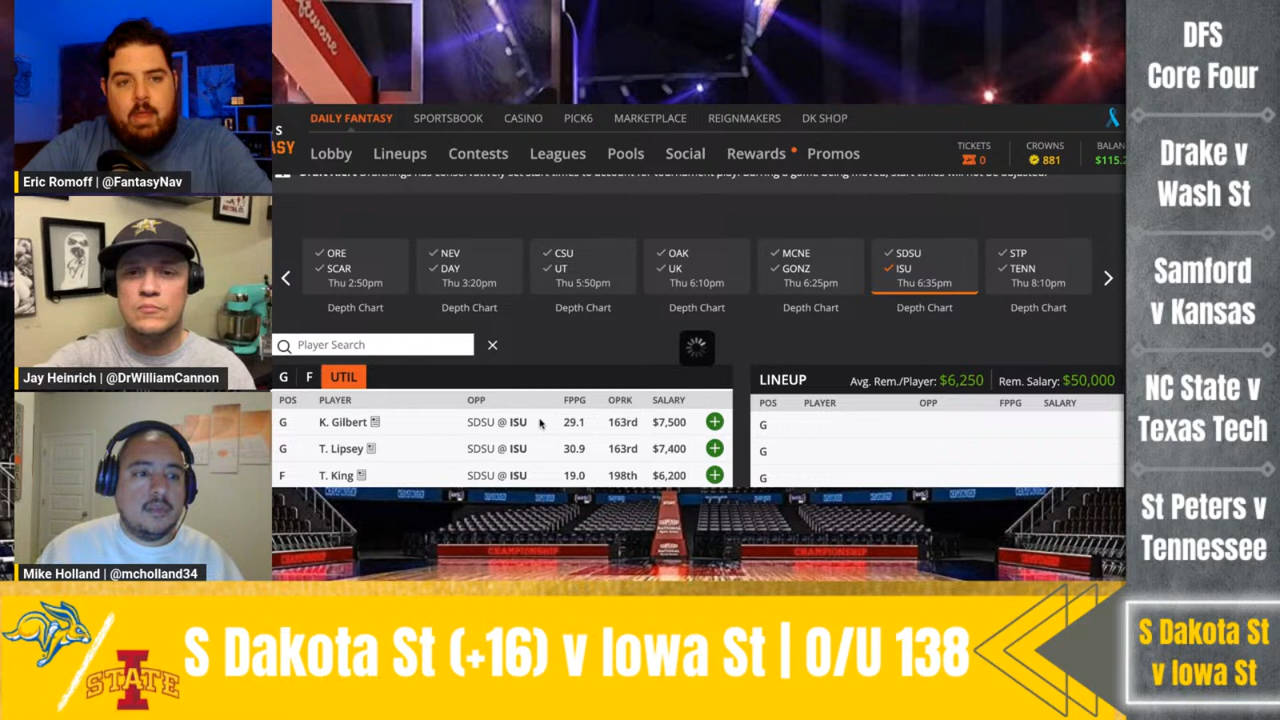 Eric Romoff | @FantasyNav
Jay Heinrich | @DrWilliamCannon
Mike Holland | @mcholland34
S
ASY
DAILY FANTASY SPORTSBOOK CASINO PICK6 MARKETPLACE REIGNMAKERS DK SHOP
Lobby Lineups Contests Leagues Pools Social Rewards Promos
TICKETS CROWNS BALAN
0 881 $115.
ORE NEV CSU OAK MCNE SDSU STP
SCAR DAY UT UK GONZ ISU TENN
Thu 2:50pm Thu 3:20pm Thu 5:50pm Thu 6:10pm Thu 6:25pm Thu 6:35pm Thu 8:10pm
Depth Chart Depth Chart Depth Chart Depth Chart Depth Chart Depth Chart Depth Chart
Player Search
G F UTIL
POS PLAYER OPP FPPG OPRK SALARY
G K. Gilbert SDSU @ ISU 29.1 163rd $7,500
G T. Lipsey SDSU @ ISU 30.9 163rd $7,400
F T. King SDSU @ ISU 19.0 198th $6,200
LINEUP Avg. Rem./Player: $6,250 Rem. Salary: $50,000
POS PLAYER OPP FPPG SALARY
G
G
G
CHAMPIONSHIP
CHAMPIONSHIP
S Dakota St (+16) v Iowa St | O/U 138
STATE
DFS
Core Four
Drake v
Wash St
Samford
v Kansas
NC State v
Texas Tech
St Peters v
Tennessee
S Dakota St
v Iowa St